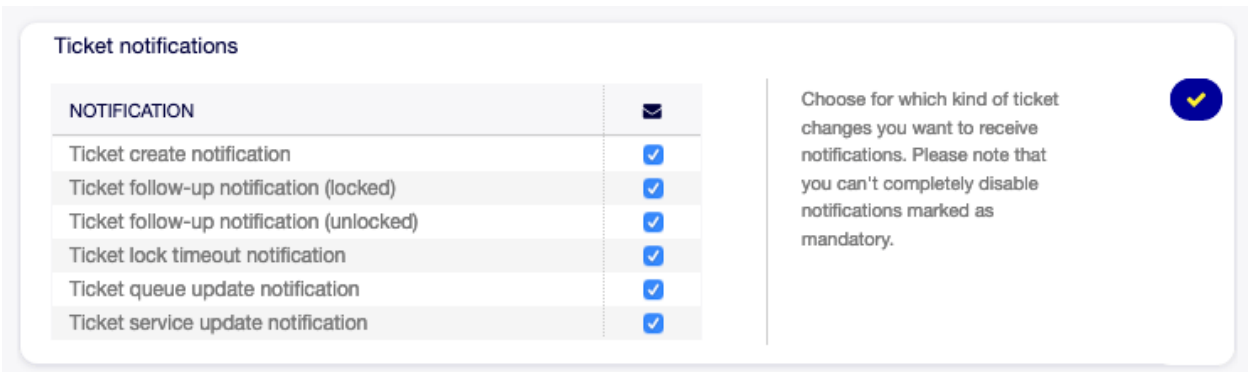 Ticket notifications
NOTIFICATION
Ticket create notification
Ticket follow-up notification (locked)
Ticket follow-up notification (unlocked)
Ticket lock timeout notification
Ticket queue update notification
Ticket service update notification
Choose for which kind of ticket
changes you want to receive
notifications. Please note that
you can't completely disable
notifications marked as
mandatory.